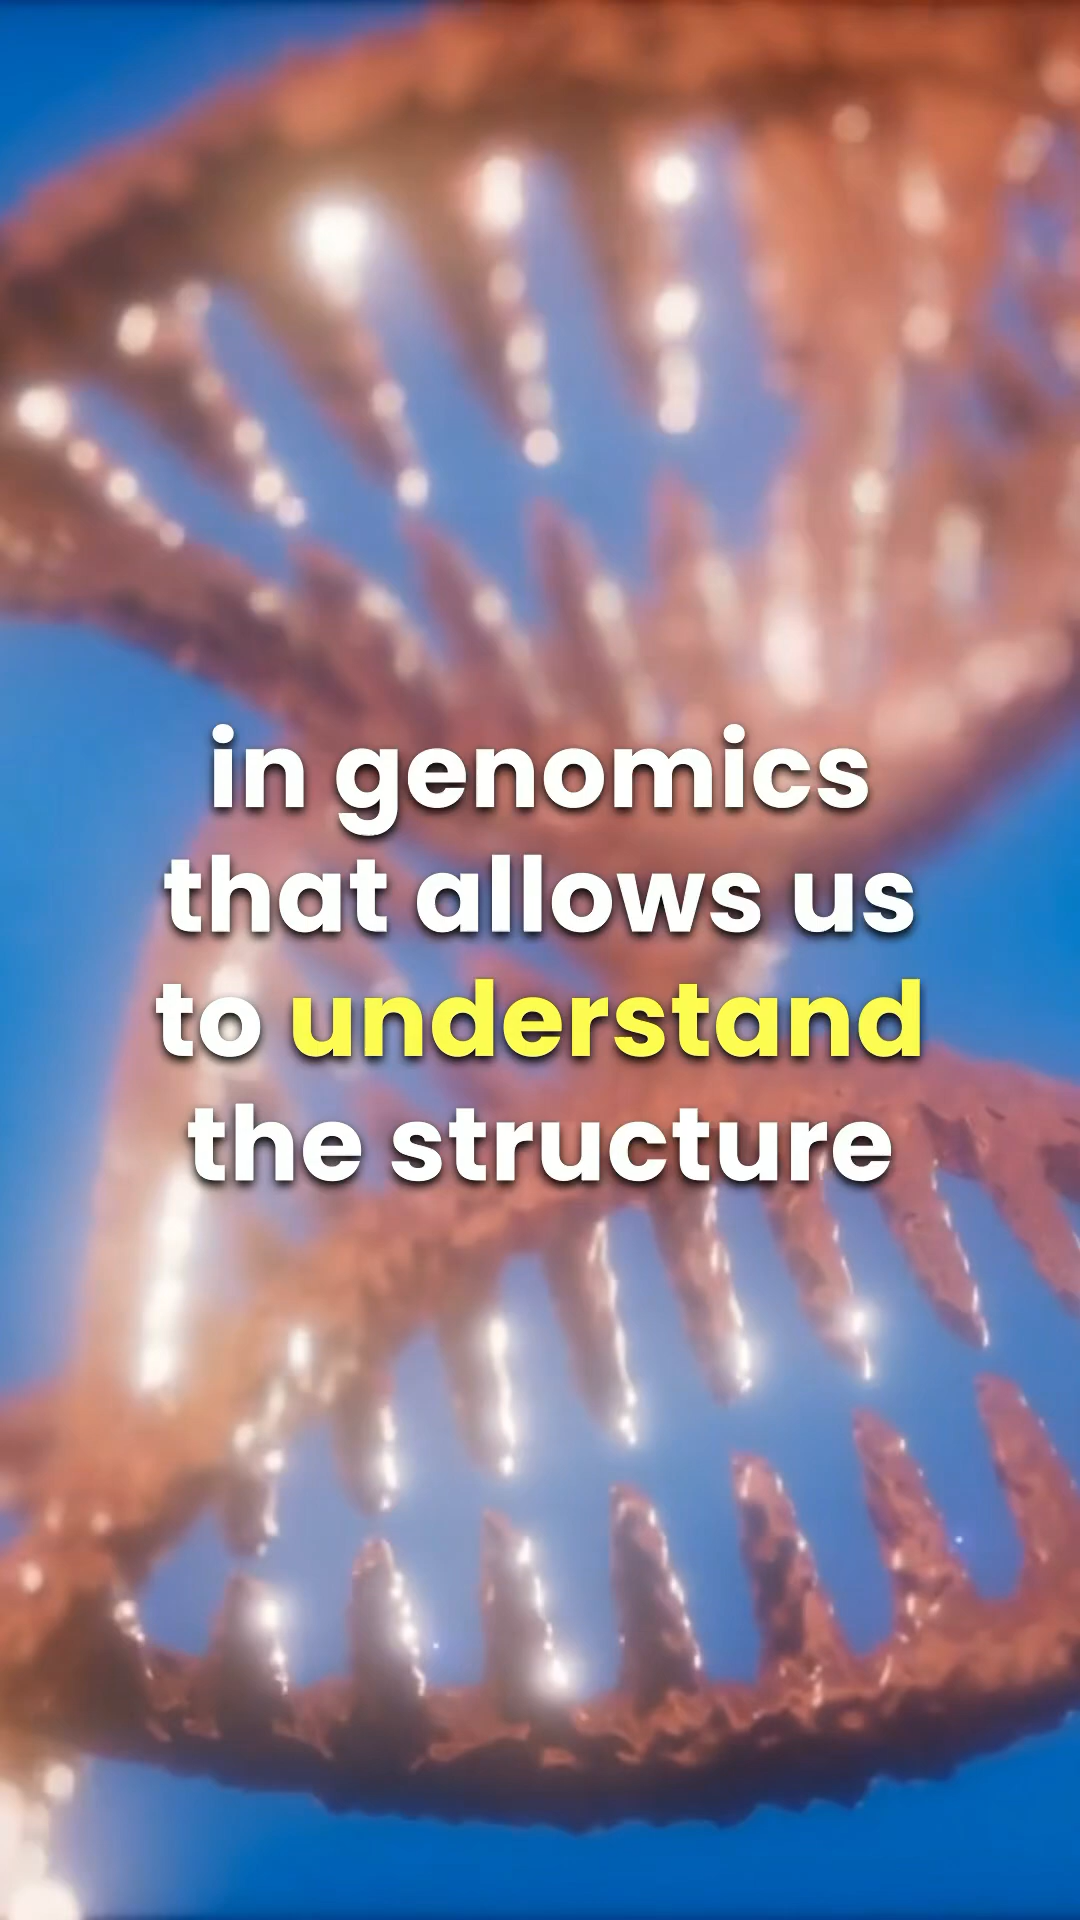 in genomics
that allows us
to understand
the structure